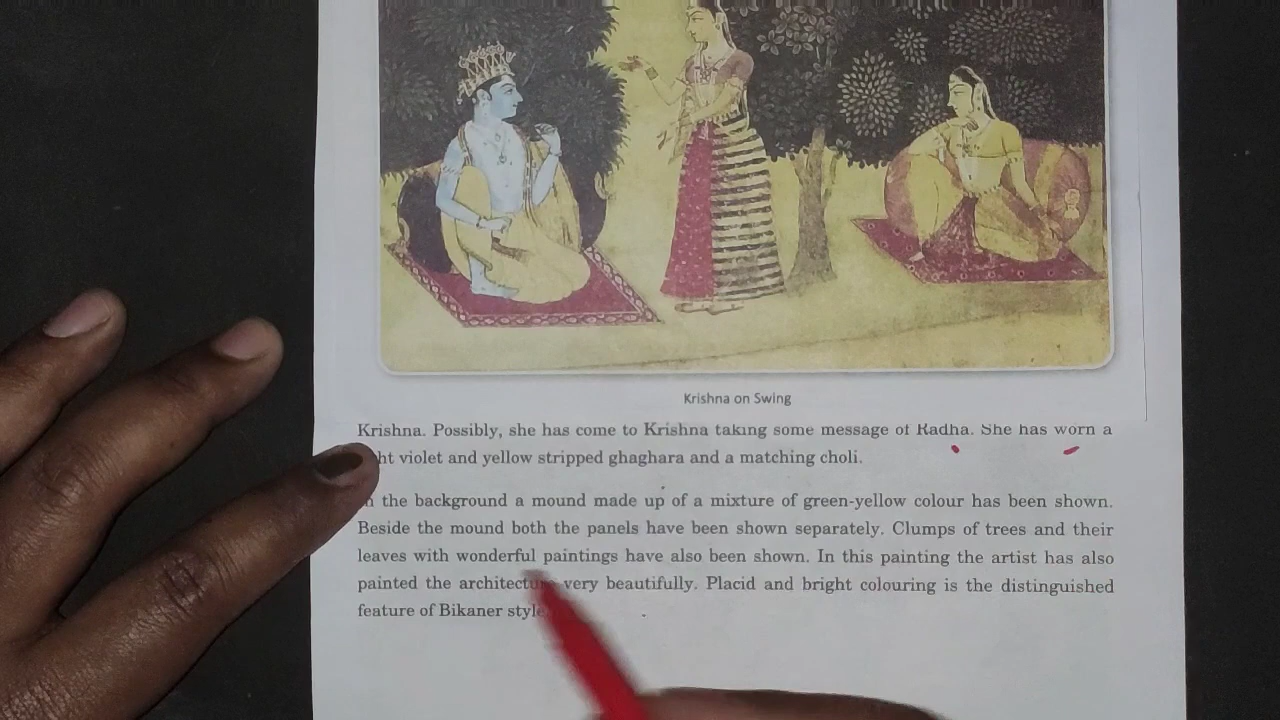 Krishna on Swing
Krishna. Possibly, she has come to Krishna taking some message of Radha. She has worn a
violet and yellow stripped ghaghara and a matching choli.
the background a mound made up of a mixture of green-yellow colour has been shown.
Beside the mound both the panels have been shown separately. Clumps of trees and their
leaves with wonderful paintings have also been shown. In this painting the artist has also
painted the architecture very beautifully. Placid and bright colouring is the distinguished
feature of Bikaner style